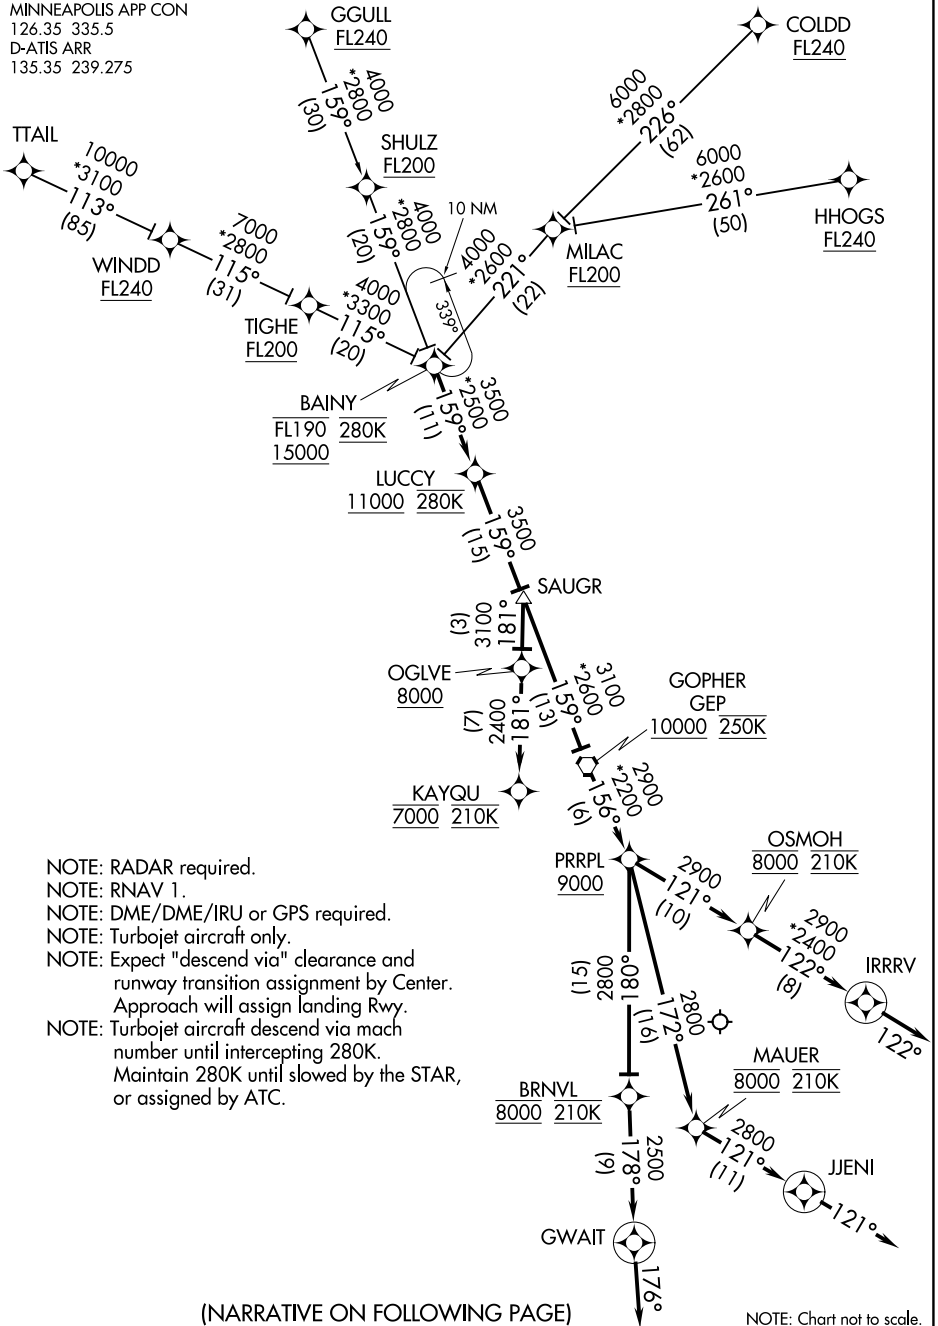 MINNEAPOLIS APP CON
126.35 335.5
D-ATIS ARR
135.35 239.275
GGULL
FL240
COLDD
FL240
4000
*2800
159°
(30)
6000
*2800
226°
(62)
TTAIL
SHULZ
FL200
10000
*3100
113°
(85)
6000
*2600
261°
(50)
HHOGS
FL240
WINDD
FL240
7000
*2800
115°
(31)
4000
*2800
159°
(20)
10 NM
4000
*2600
221°
(22)
MILAC
FL200
339°
TIGHE
FL200
4000
*3300
115°
(20)
BAINY
FL190 280K
15000
3500
*2500
159°
(11)
LUCCY
11000 280K
3500
159°
(15)
SAUGR
181°
3100
(3)
OGLVE
8000
3100
*2600
159°
(13)
GOPHER
GEP
10000 250K
181°
2400
(7)
KAYQU
7000 210K
2900
*2200
156°
(6)
PRRPL
9000
OSMOH
8000 210K
2900
121°
(10)
2900
*2400
122°
(8)
IRRRV
122°
NOTE: RADAR required.
NOTE: RNAV 1.
NOTE: DME/DME/IRU or GPS required.
NOTE: Turbojet aircraft only.
NOTE: Expect "descend via" clearance and
runway transition assignment by Center.
Approach will assign landing Rwy.
NOTE: Turbojet aircraft descend via mach
number until intercepting 280K.
Maintain 280K until slowed by the STAR,
or assigned by ATC.
180°
2800
(15)
2800
172°
(16)
BRNVL
8000 210K
MAUER
8000 210K
2800
121°
(11)
JJENI
121°
2500
178°
(9)
GWAIT
176°
(NARRATIVE ON FOLLOWING PAGE)
NOTE: Chart not to scale.